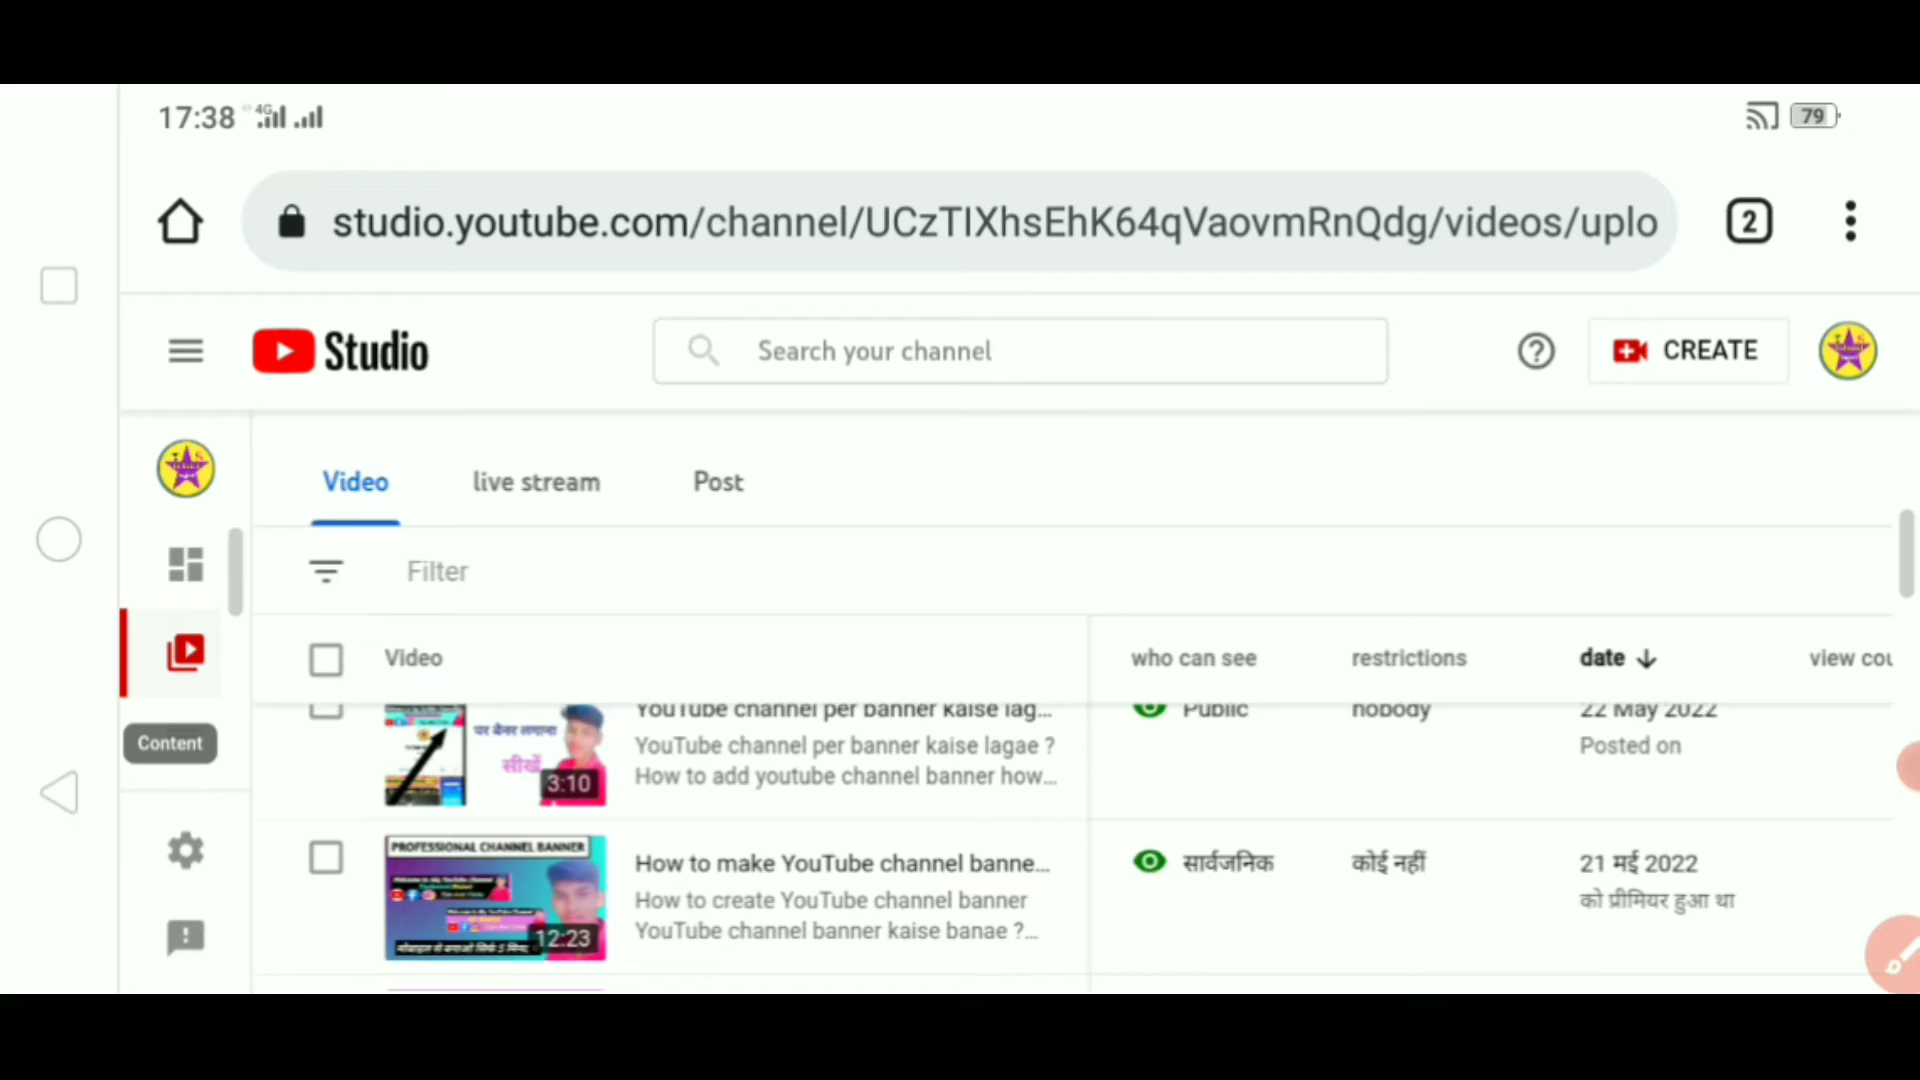 17:38 4G 79
studio.youtube.com/channel/UCzTIXhsEhK64qVaovmRnQdg/videos/uplo 2
Studio Search your channel CREATE
Video live stream Post
Filter
Video who can see restrictions date view cou
YouTube channel per banner kaise lag... Public nobody 22 May 2022
YouTube channel per banner kaise lagae ? Posted on
How to add youtube channel banner how...
पर बैनर लगाना
सीखें
3:10
Content
PROFESSIONAL CHANNEL BANNER
How to make YouTube channel banne... सार्वजनिक कोई नहीं 21 मई 2022
How to create YouTube channel banner को प्रीमियर हुआ था
YouTube channel banner kaise banae ?...
12:23